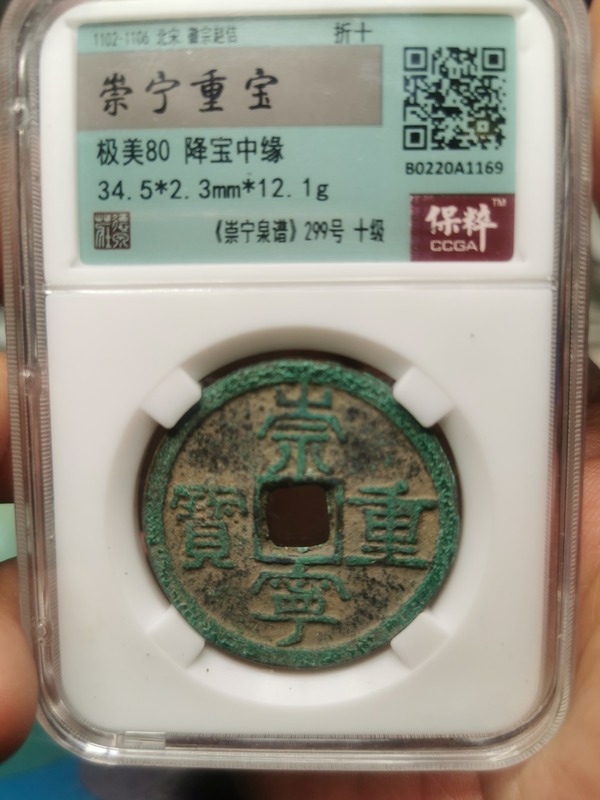 1102-1106 北宋 徽宗赵佶 折十
崇宁重宝
极美80 降宝中缘
34.5*2.3mm*12.1g
B0220A1169
《崇宁泉谱》299号 十级
保粹™
CCGA
崇
寶 重
寧